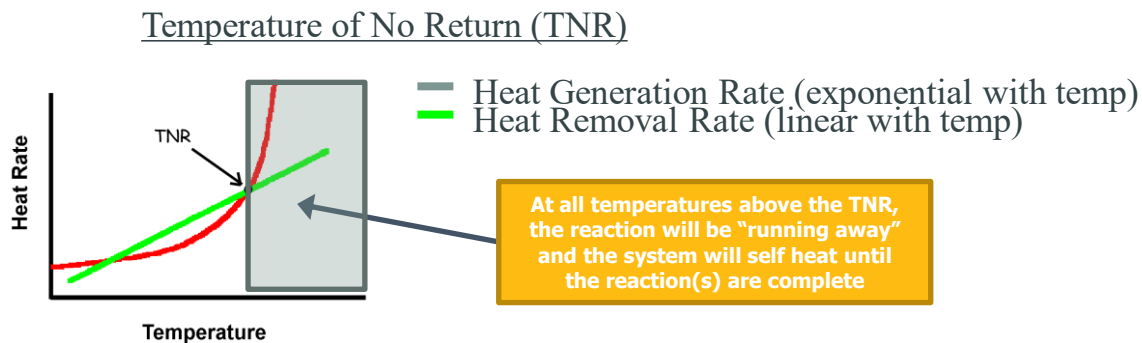 Temperature of No Return (TNR)
Heat Generation Rate (exponential with temp)
Heat Removal Rate (linear with temp)
TNR
Heat Rate
At all temperatures above the TNR,
the reaction will be “running away”
and the system will self heat until
the reaction(s) are complete
Temperature